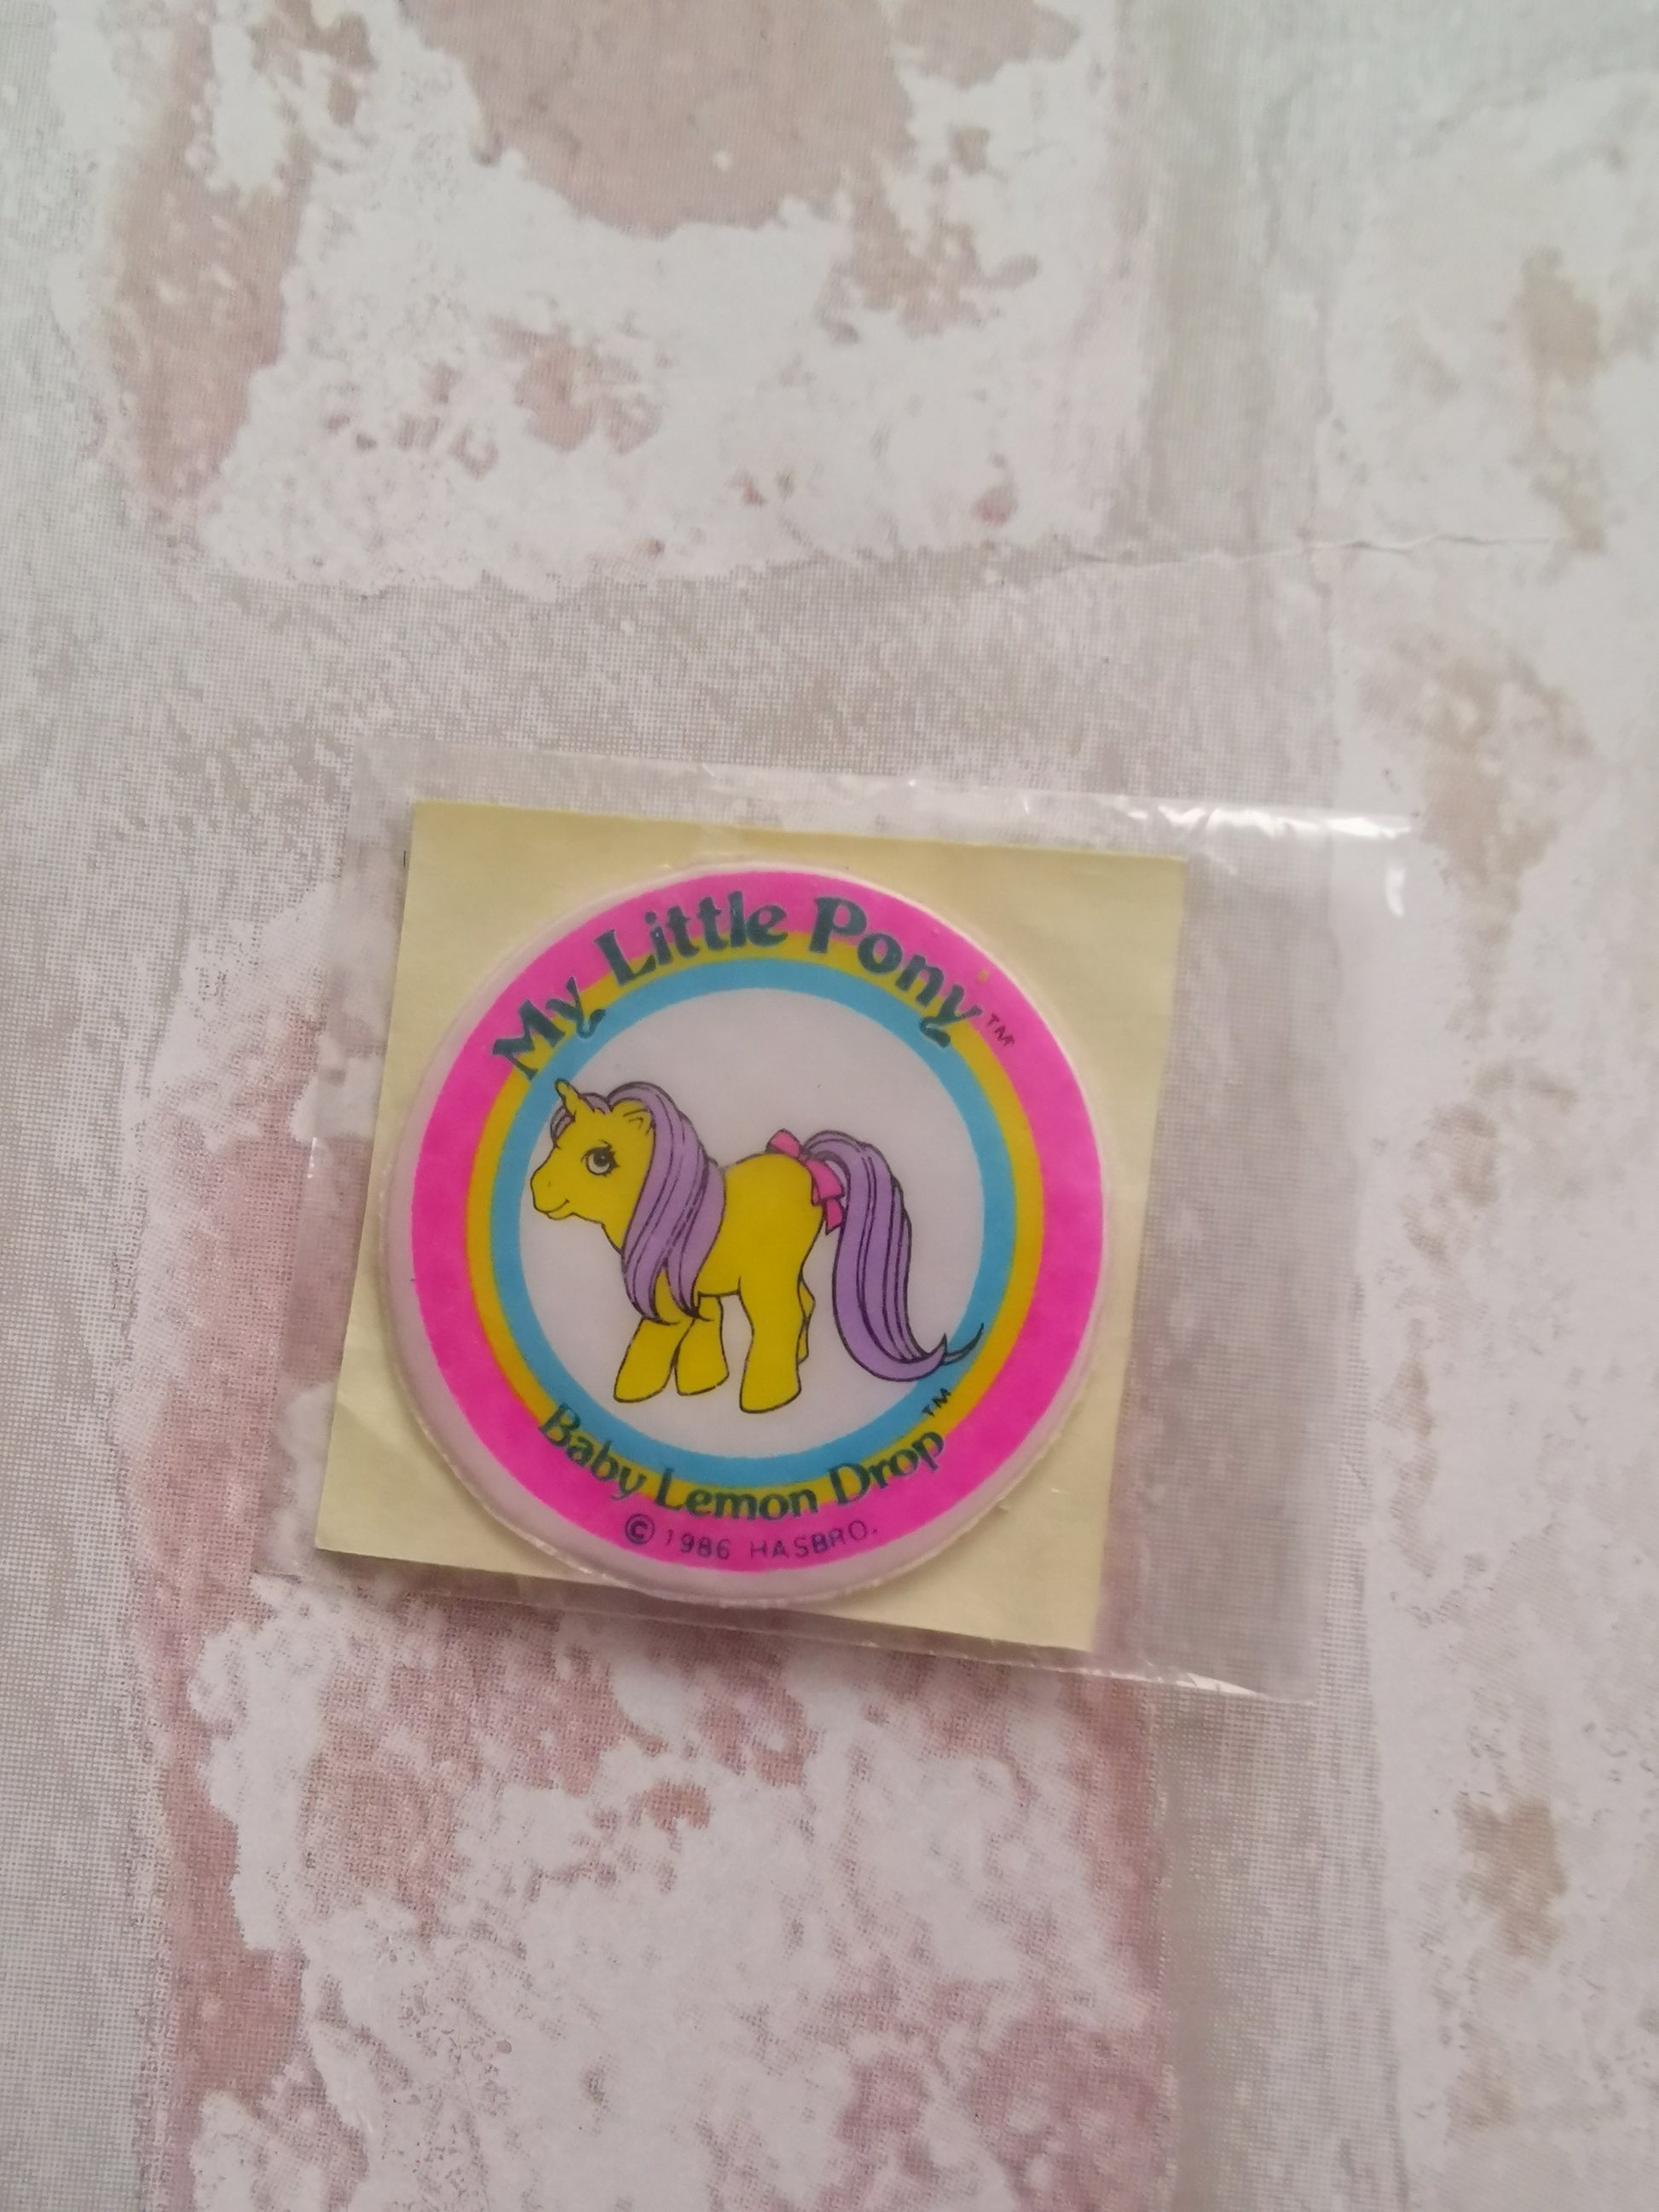 My Little Pony™
Baby Lemon Drop™
© 1986 HASBRO.